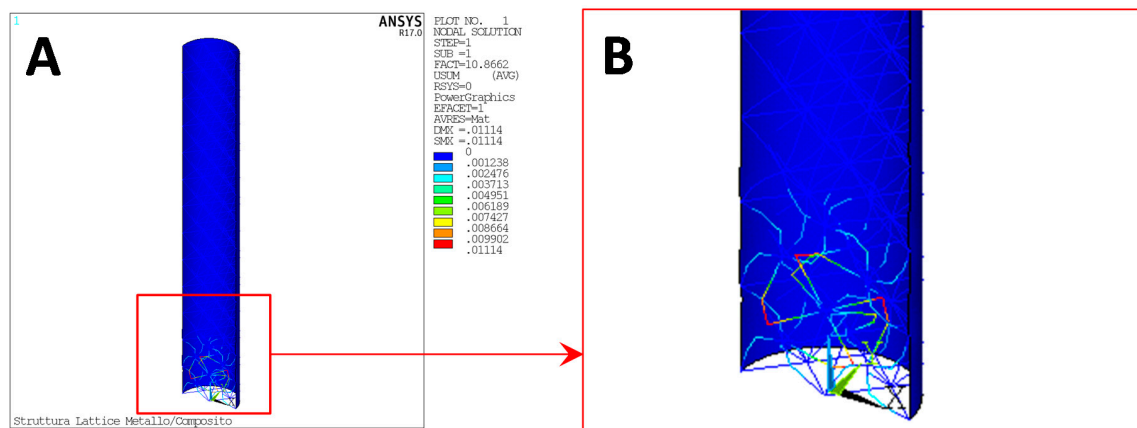 1
A
ANSYS
R17.0
PLOT NO. 1
NODAL SOLUTION
STEP=1
SUB =1
FACT=10.8662
USUM (AVG)
RSYS=0
PowerGraphics
EFACET=1
AVRES=Mat
DMX =.01114
SMX =.01114
0
.001238
.002476
.003713
.004951
.006189
.007427
.008664
.009902
.01114
Struttura Lattice Metallo/Composito
B